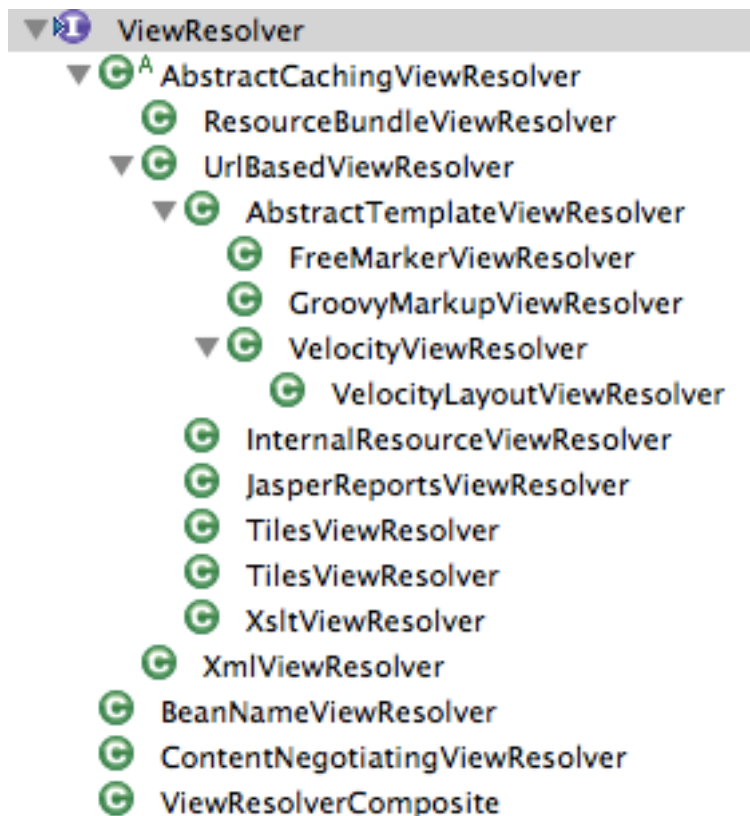 ViewResolver
AbstractCachingViewResolver
ResourceBundleViewResolver
UrlBasedViewResolver
AbstractTemplateViewResolver
FreeMarkerViewResolver
GroovyMarkupViewResolver
VelocityViewResolver
VelocityLayoutViewResolver
InternalResourceViewResolver
JasperReportsViewResolver
TilesViewResolver
TilesViewResolver
XsltViewResolver
XmlViewResolver
BeanNameViewResolver
ContentNegotiatingViewResolver
ViewResolverComposite